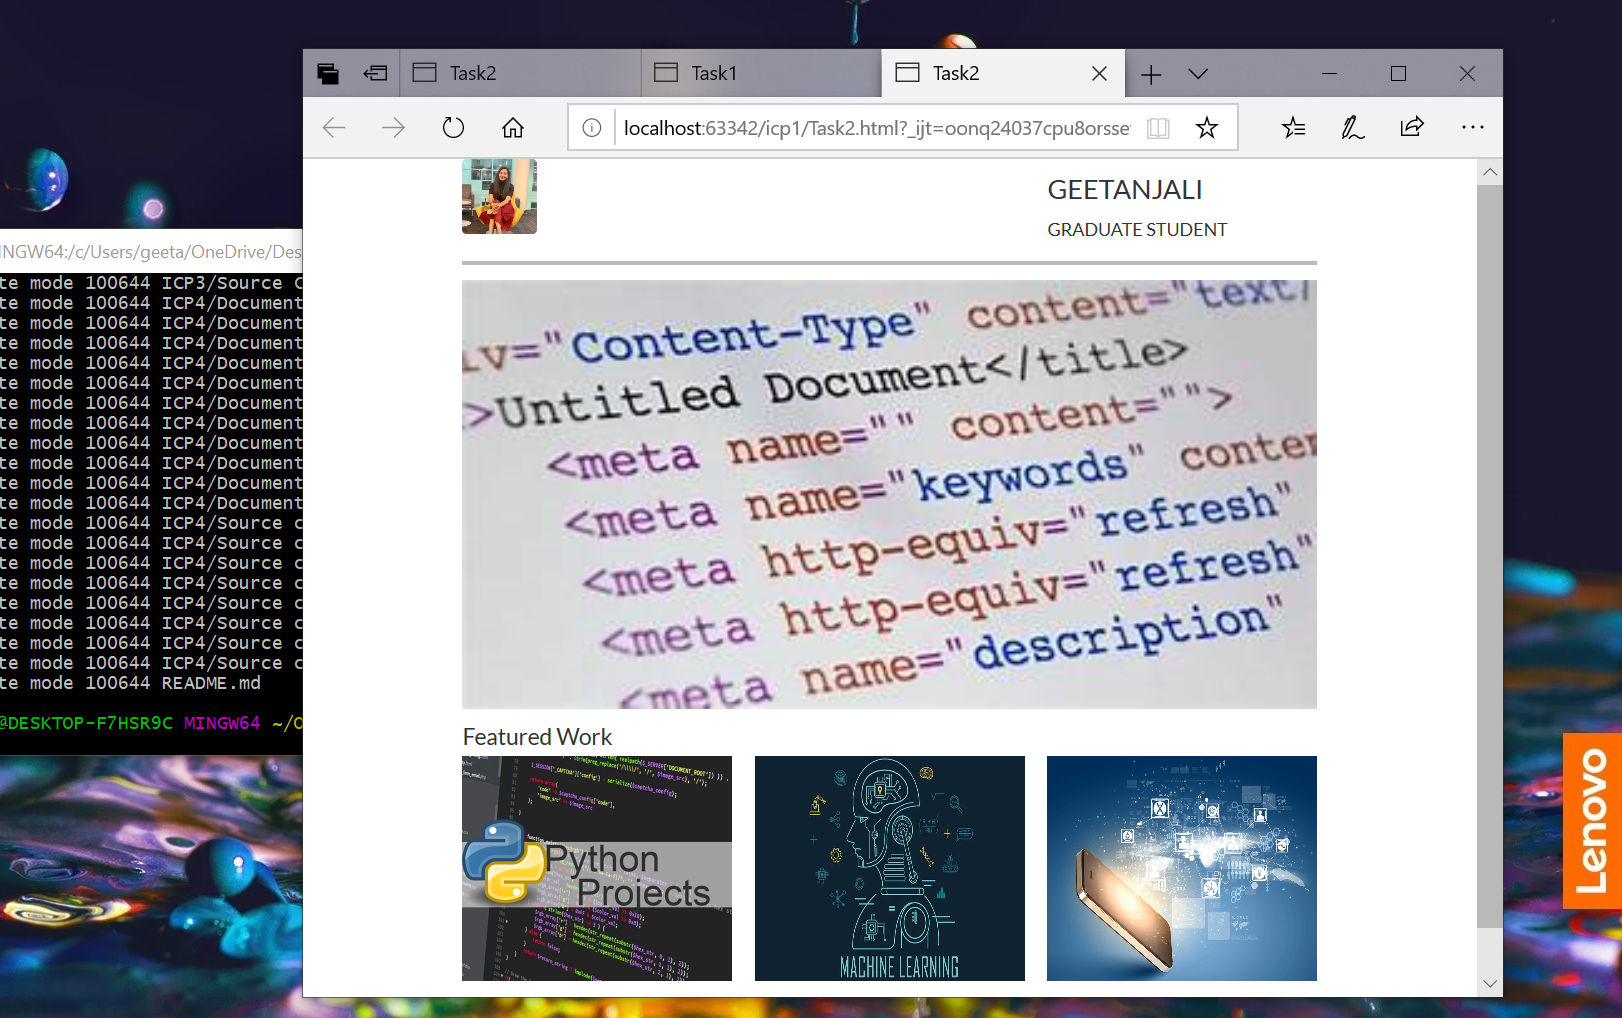 Task2
Task1
Task2
localhost:63342/icp1/Task2.html?_ijt=oonq24037cpu8orsse
GEETANJALI
GRADUATE STUDENT
INGW64:/c/Users/geeta/OneDrive/Des
te mode 100644 ICP3/Source C
te mode 100644 ICP4/Document
te mode 100644 ICP4/Document
te mode 100644 ICP4/Document
te mode 100644 ICP4/Document
te mode 100644 ICP4/Document
te mode 100644 ICP4/Document
te mode 100644 ICP4/Document
te mode 100644 ICP4/Document
te mode 100644 ICP4/Document
te mode 100644 ICP4/Document
te mode 100644 ICP4/Document
te mode 100644 ICP4/Source c
te mode 100644 ICP4/Source c
te mode 100644 ICP4/Source c
te mode 100644 ICP4/Source c
te mode 100644 ICP4/Source c
te mode 100644 ICP4/Source c
te mode 100644 ICP4/Source c
te mode 100644 ICP4/Source c
te mode 100644 README.md
@DESKTOP-F7HSR9C MINGW64 ~/O
iv="Content-Type" content="text/
>Untitled Document</title>
<meta name="" content="">
<meta name="keywords" conter
<meta http-equiv="refresh"
<meta http-equiv="refresh"
<meta name="description"
Featured Work
Python
Projects
MACHINE LEARNING
Lenovo